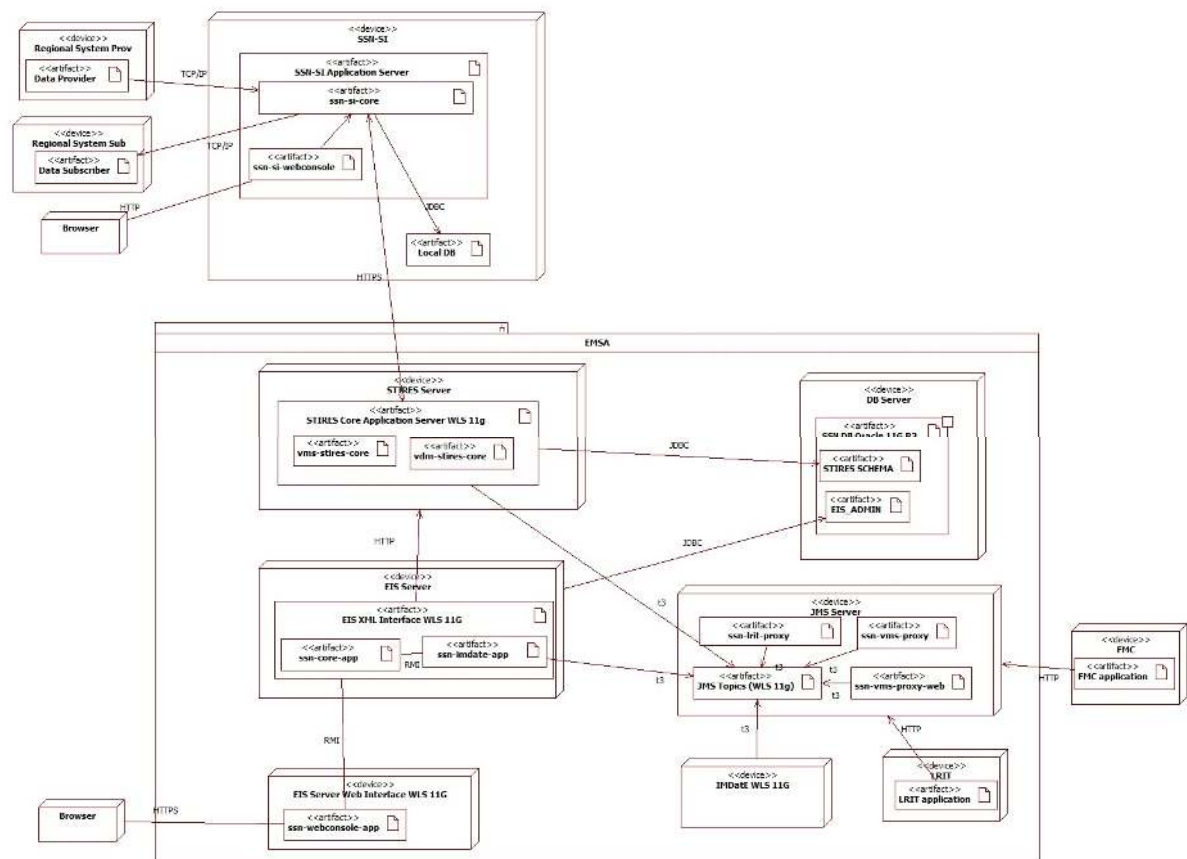 <<device>>
SSN-SI
<<device>>
Regional System Prov
<<artifact>>
Data Provider
TCP/IP
<<artifact>>
SSN-SI Application Server
<<artifact>>
ssn-si-core
<<device>>
Regional System Sub
<<artifact>>
Data Subscriber
TCP/IP
<<artifact>>
ssn-si-webconsole
HTTP
Browser
JDBC
<<artifact>>
Local DB
HTTPS
EMSA
<<device>>
STIRES Server
<<artifact>>
STIRES Core Application Server WLS 11g
<<artifact>>
vms-stires-core
<<artifact>>
vdm-stires-core
JDBC
<<device>>
DB Server
<<artifact>>
SSN DB Oracle 11G R2
<<artifact>>
STIRES SCHEMA
<<artifact>>
EIS_ADMIN
HTTP
JDBC
<<device>>
EIS Server
<<artifact>>
EIS XML Interface WLS 11G
<<artifact>>
ssn-core-app
RMI
<<artifact>>
ssn-imdate-app
t3
t3
<<device>>
JMS Server
<<artifact>>
ssn-lrit-proxy
<<artifact>>
ssn-vms-proxy
t3
t3
<<artifact>>
JMS Topics (WLS 11g)
t3
<<artifact>>
ssn-vms-proxy-web
<<device>>
FMC
<<artifact>>
FMC application
HTTP
HTTP
t3
RMI
<<device>>
IMDatE WLS 11G
<<device>>
LRIT
<<artifact>>
LRIT application
<<device>>
EIS Server Web Interface WLS 11G
<<artifact>>
ssn-webconsole-app
HTTPS
Browser